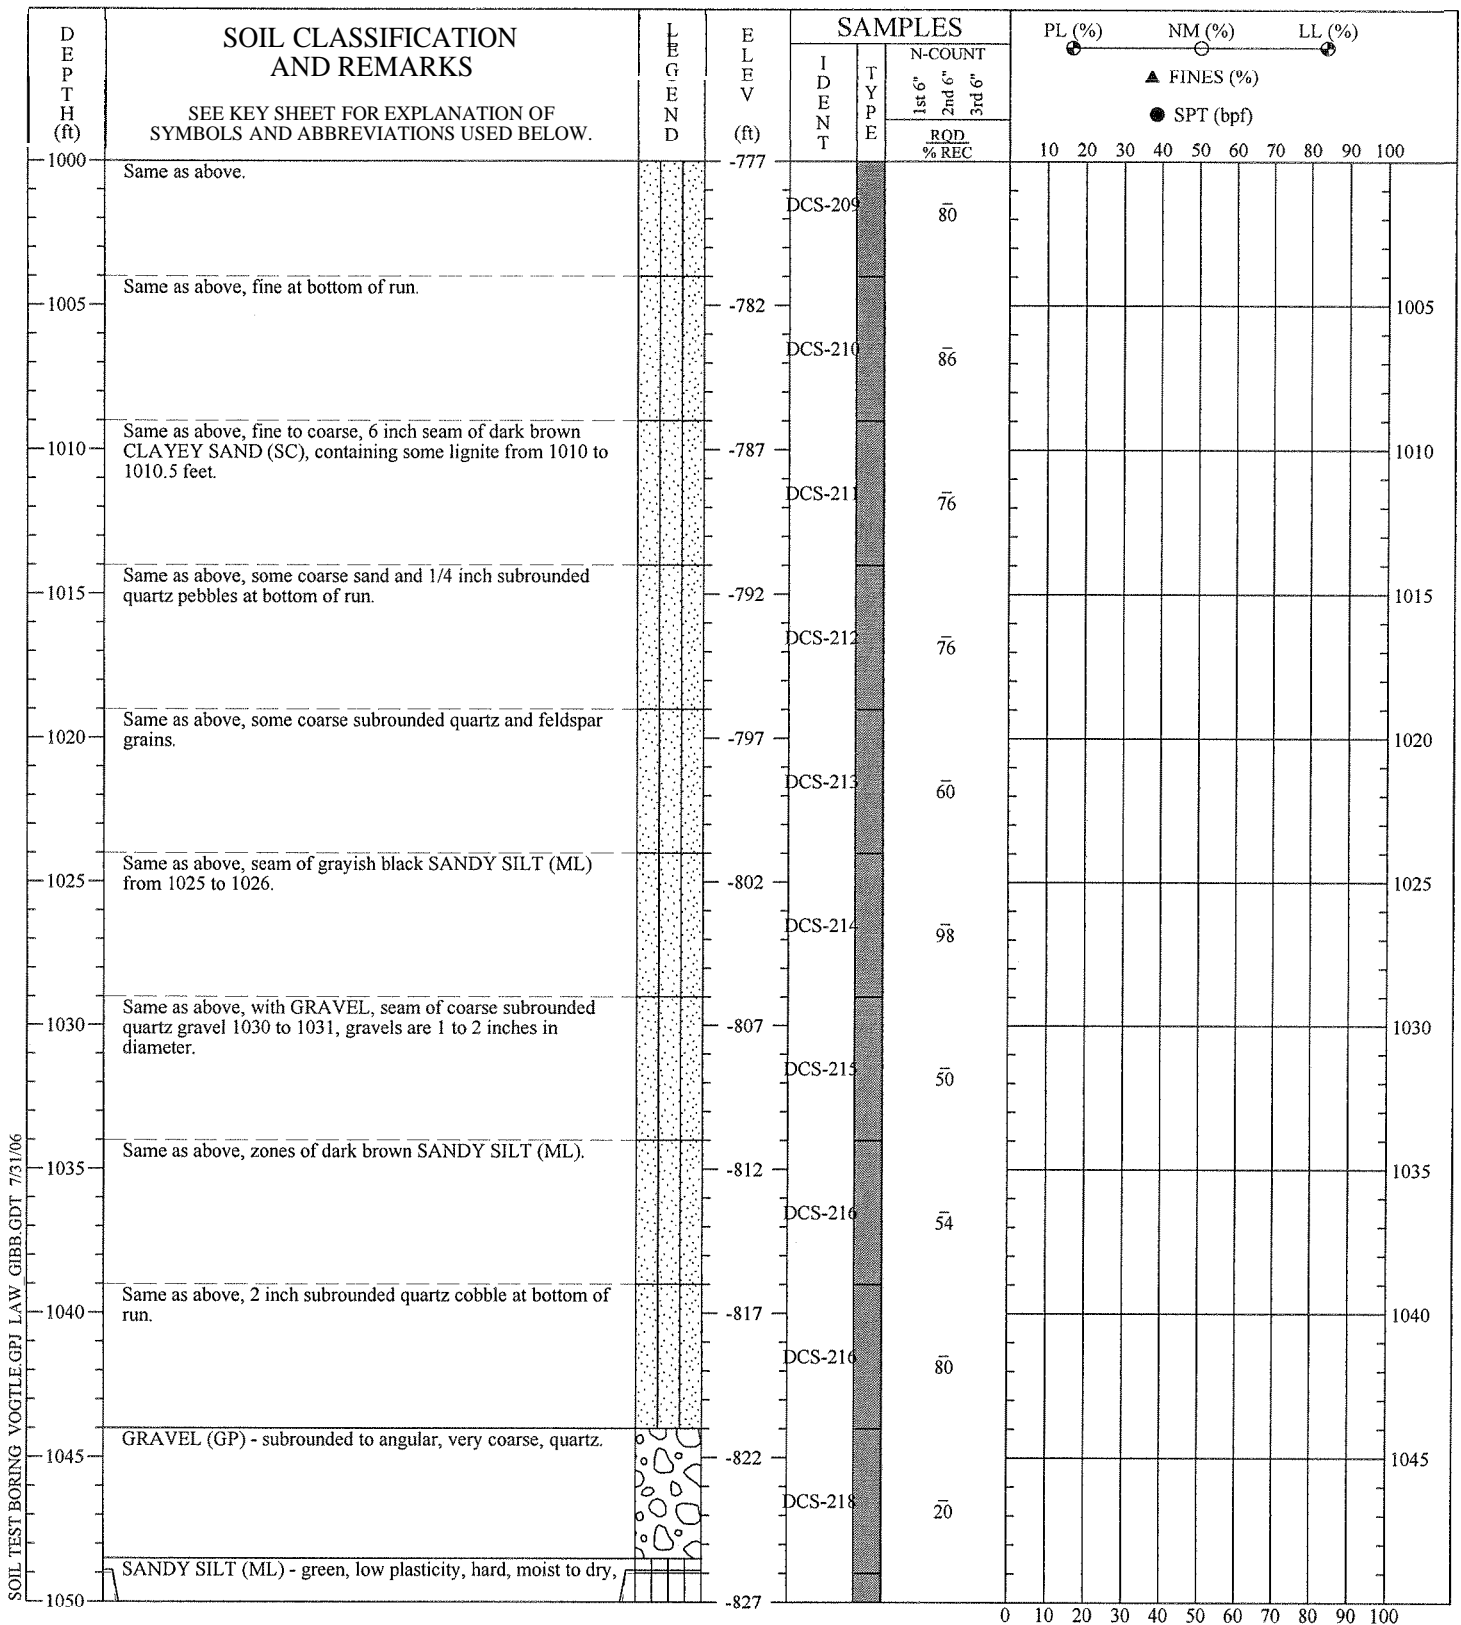 DEPTH
(ft)
SOIL CLASSIFICATION
AND REMARKS
SEE KEY SHEET FOR EXPLANATION OF
SYMBOLS AND ABBREVIATIONS USED BELOW.
LEGEND
ELEV
(ft)
SAMPLES
IDENT
TYPE
N-COUNT
1st 6"
2nd 6"
3rd 6"
RQD
% REC
PL (%) NM (%) LL (%)
▲ FINES (%)
● SPT (bpf)
10 20 30 40 50 60 70 80 90 100
1000 Same as above. -777
DCS-209 80
Same as above, fine at bottom of run.
1005 -782 1005
DCS-210 86
Same as above, fine to coarse, 6 inch seam of dark brown
1010 CLAYEY SAND (SC), containing some lignite from 1010 to -787 1010
1010.5 feet.
DCS-211 76
Same as above, some coarse sand and 1/4 inch subrounded
1015 quartz pebbles at bottom of run. -792 1015
DCS-212 76
Same as above, some coarse subrounded quartz and feldspar
1020 grains. -797 1020
DCS-213 60
Same as above, seam of grayish black SANDY SILT (ML)
1025 from 1025 to 1026. -802 1025
DCS-214 98
Same as above, with GRAVEL, seam of coarse subrounded
1030 quartz gravel 1030 to 1031, gravels are 1 to 2 inches in -807 1030
diameter.
DCS-215 50
Same as above, zones of dark brown SANDY SILT (ML).
1035 -812 1035
DCS-216 54
Same as above, 2 inch subrounded quartz cobble at bottom of
1040 run. -817 1040
DCS-216 80
GRAVEL (GP) - subrounded to angular, very coarse, quartz.
1045 -822 1045
DCS-218 20
SANDY SILT (ML) - green, low plasticity, hard, moist to dry,
1050 -827
0 10 20 30 40 50 60 70 80 90 100
SOIL TEST BORING VOGTLE.GPJ LAW_GIBB.GDT 7/31/06